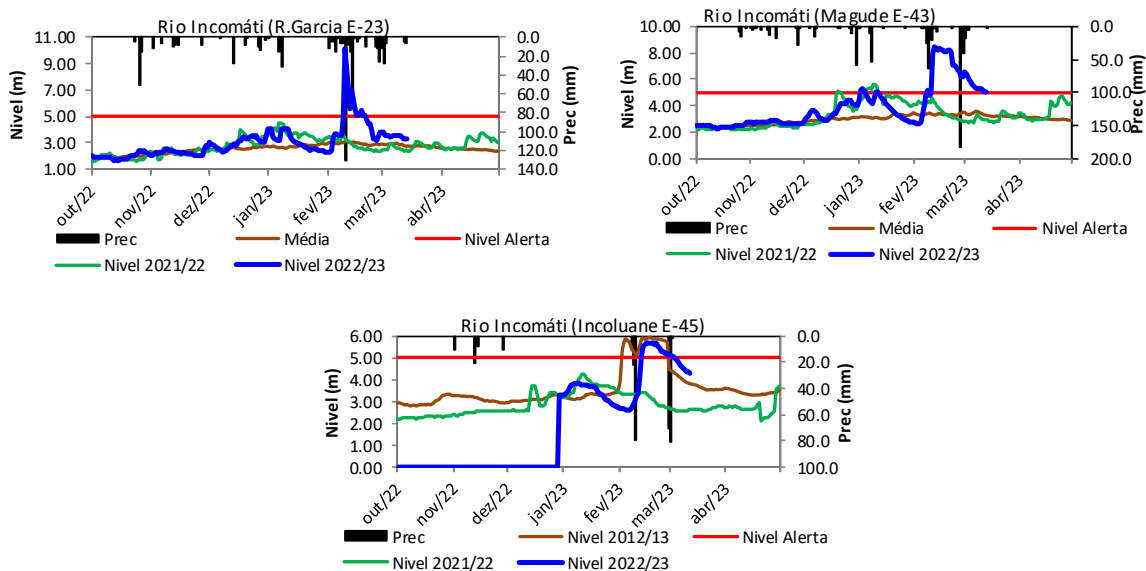 Rio Incomáti (R.Garcia E-23)
Nivel (m)
11.00
9.00
7.00
5.00
3.00
1.00
0.0
20.0
40.0
60.0
80.0
100.0
120.0
140.0
Prec (mm)
out/22
nov/22
dez/22
jan/23
fev/23
mar/23
abr/23
Prec
Média
Nivel Alerta
Nivel 2021/22
Nivel 2022/23
Rio Incomáti (Magude E-43)
Nivel (m)
10.00
8.00
6.00
4.00
2.00
0.00
0.0
50.0
100.0
150.0
200.0
Prec (mm)
out/22
nov/22
dez/22
jan/23
fev/23
mar/23
abr/23
Prec
Média
Nivel Alerta
Nivel 2021/22
Nivel 2022/23
Rio Incomáti (Incoluane E-45)
Nivel (m)
6.00
5.00
4.00
3.00
2.00
1.00
0.00
0.0
20.0
40.0
60.0
80.0
100.0
Prec (mm)
out/22
nov/22
dez/22
jan/23
fev/23
mar/23
abr/23
Prec
Nivel 2012/13
Nivel Alerta
Nivel 2021/22
Nivel 2022/23